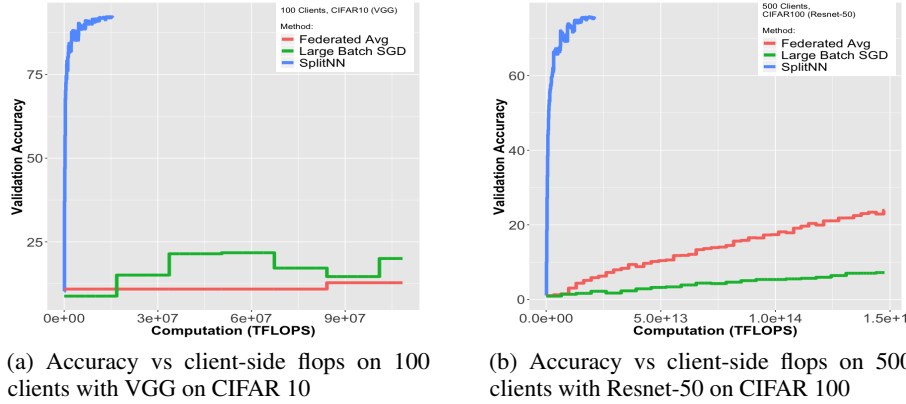 100 Clients, CIFAR10 (VGG)
Method:
Federated Avg
Large Batch SGD
SplitNN
Validation Accuracy
75
50
25
0e+00 3e+07 6e+07 9e+07
Computation (TFLOPS)
(a) Accuracy vs client-side flops on 100
clients with VGG on CIFAR 10
500 Clients,
CIFAR100 (Resnet-50)
Method:
Federated Avg
Large Batch SGD
SplitNN
Validation Accuracy
60
40
20
0
0.0e+00 5.0e+13 1.0e+14 1.5e+1
Computation (TFLOPS)
(b) Accuracy vs client-side flops on 500
clients with Resnet-50 on CIFAR 100